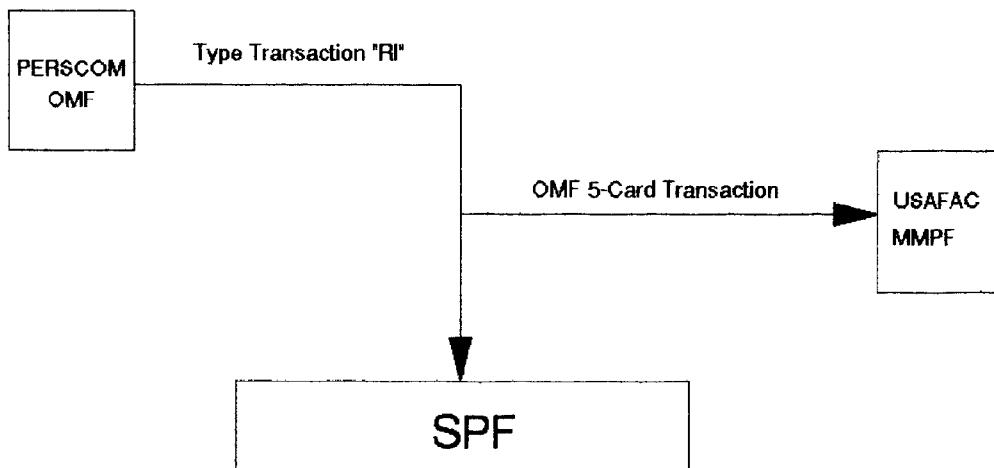 Type Transaction "RI"
PERSCOM
OMF
OMF 5-Card Transaction
USAFAC
MMPF
SPF